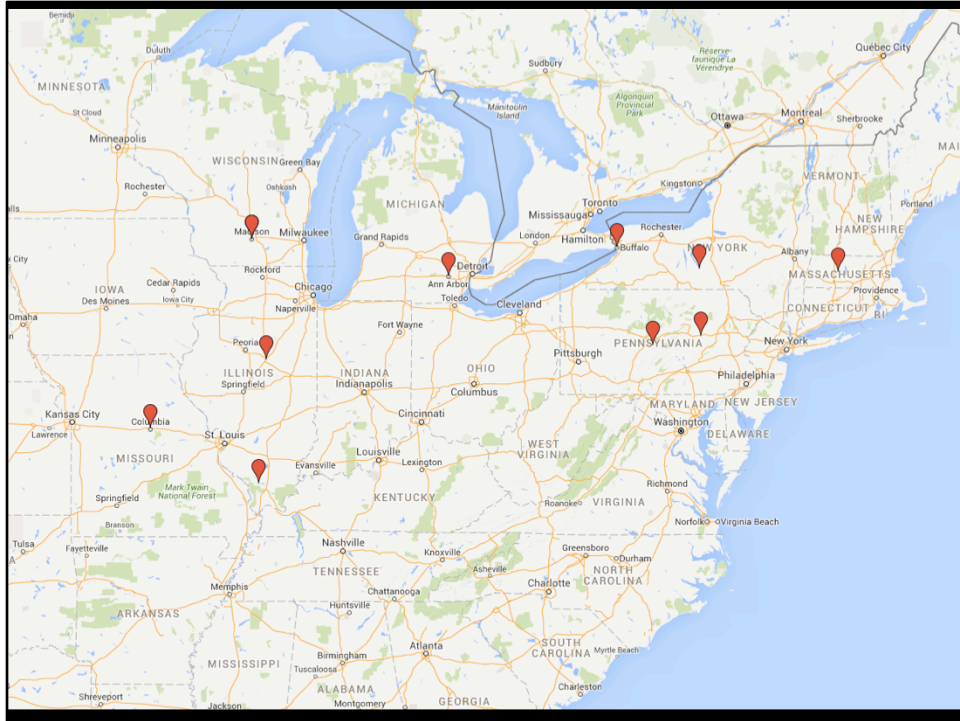 Bemidji
Duluth
Québec City
Sudbury
Réserve
faunique La
Vérendrye
MINNESOTA
Algonquin
Provincial
Park
Manitoulin
Island
St Cloud
Ottawa
Montreal
Sherbrooke
Minneapolis
MAI
WISCONSIN
Green Bay
VERMONT
Kingston
Rochester
Oshkosh
MICHIGAN
Toronto
Portland
alls
Mississauga
NEW
HAMPSHIRE
Madison
Milwaukee
Grand Rapids
London
Hamilton
Rochester
Buffalo
NEW YORK
Albany
x City
Rockford
Detroit
Ann Arbor
MASSACHUSETTS
IOWA
Cedar Rapids
Iowa City
Chicago
Toledo
Providence
Des Moines
Naperville
Cleveland
CONNECTICUT
RI
Omaha
Fort Wayne
Peoria
PENNSYLVANIA
New York
Pittsburgh
ILLINOIS
INDIANA
OHIO
Springfield
Indianapolis
Columbus
Philadelphia
MARYLAND
NEW JERSEY
Kansas City
Columbia
Cincinnati
Washington
Lawrence
St Louis
DELAWARE
MISSOURI
Louisville
WEST
VIRGINIA
Evansville
Lexington
Mark Twain
National Forest
Richmond
Springfield
KENTUCKY
Roanoke
VIRGINIA
Branson
Norfolk
Virginia Beach
Tulsa
Fayetteville
Nashville
Knoxville
Greensboro
Durham
TENNESSEE
Asheville
NORTH
CAROLINA
Memphis
Chattanooga
Charlotte
ARKANSAS
Huntsville
Atlanta
SOUTH
CAROLINA
Myrtle Beach
MISSISSIPPI
Birmingham
Tuscaloosa
Charleston
ALABAMA
Shreveport
Jackson
Montgomery
GEORGIA